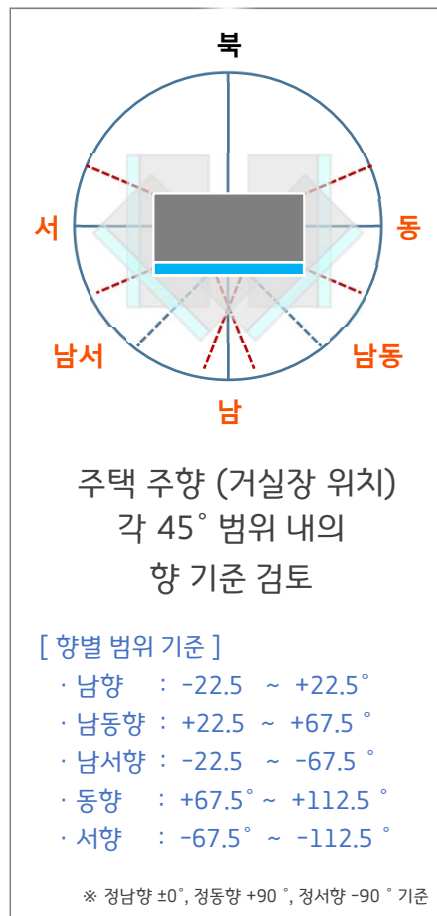 북
서
동
남서
남동
남
주택 주향 (거실장 위치)
각 45˚ 범위 내의
향 기준 검토
[ 향별 범위 기준 ]
· 남향 : -22.5 ~ +22.5˚
· 남동향 : +22.5 ~ +67.5 ˚
· 남서향 : -22.5 ~ -67.5 ˚
· 동향 : +67.5˚ ~ +112.5 ˚
· 서향 : -67.5˚ ~ -112.5 ˚
※ 정남향 ±0˚, 정동향 +90 ˚, 정서향 -90 ˚ 기준